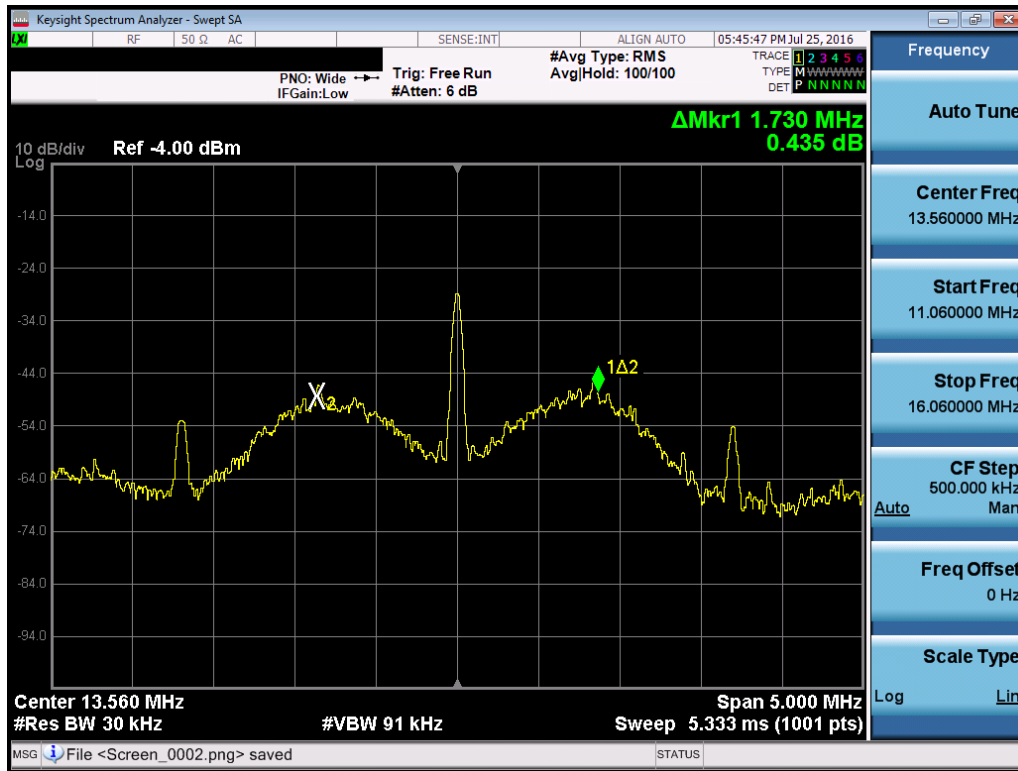 Keysight Spectrum Analyzer - Swept SA
LXI RF 50 Ω AC SENSE:INT ALIGN AUTO 05:45:47 PM Jul 25, 2016
PNO: Wide
IFGain:Low
Trig: Free Run
#Atten: 6 dB
#Avg Type: RMS
Avg|Hold: 100/100
TRACE 1 2 3 4 5 6
TYPE M WWWWW
DET P N N N N N
ΔMkr1 1.730 MHz
0.435 dB
10 dB/div Ref -4.00 dBm
Log
-14.0
-24.0
-34.0
-44.0
-54.0
-64.0
-74.0
-84.0
-94.0
1Δ2
X2
Center 13.560 MHz Span 5.000 MHz
#Res BW 30 kHz #VBW 91 kHz Sweep 5.333 ms (1001 pts)
MSG File <Screen_0002.png> saved STATUS
Frequency
Auto Tune
Center Freq
13.560000 MHz
Start Freq
11.060000 MHz
Stop Freq
16.060000 MHz
CF Step
500.000 kHz
Auto Man
Freq Offset
0 Hz
Scale Type
Log Lin